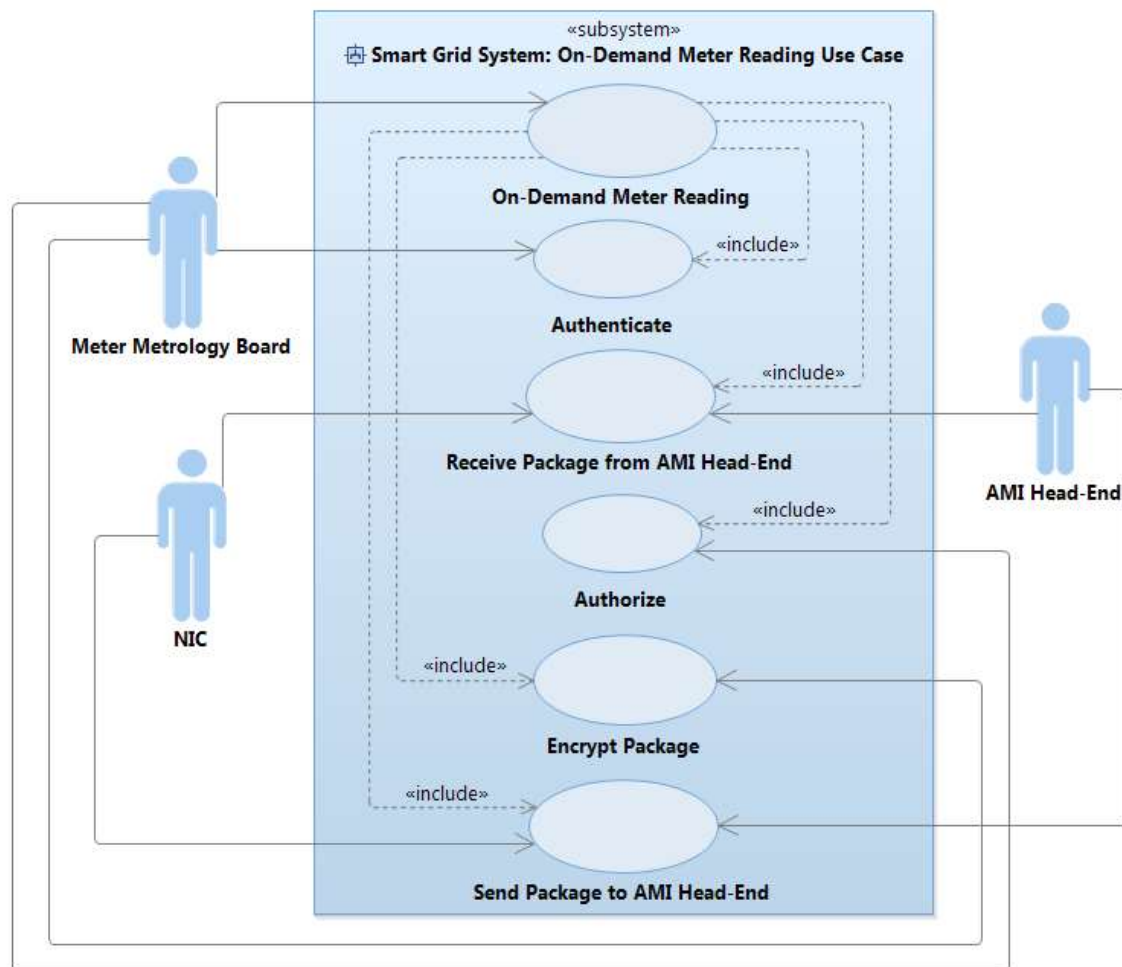 «subsystem»
Smart Grid System: On-Demand Meter Reading Use Case
On-Demand Meter Reading
«include»
Authenticate
Meter Metrology Board
«include»
Receive Package from AMI Head-End
AMI Head-End
«include»
Authorize
NIC
«include»
Encrypt Package
«include»
Send Package to AMI Head-End